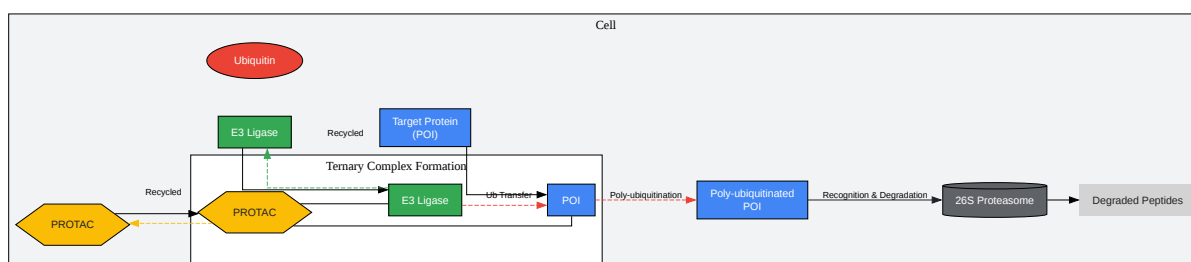 Cell
Ubiquitin
E3 Ligase
Recycled
Target Protein
(POI)
Ternary Complex Formation
Recycled
PROTAC
PROTAC
E3 Ligase
Ub Transfer
POI
Poly-ubiquitination
Poly-ubiquitinated
POI
Recognition & Degradation
26S Proteasome
Degraded Peptides